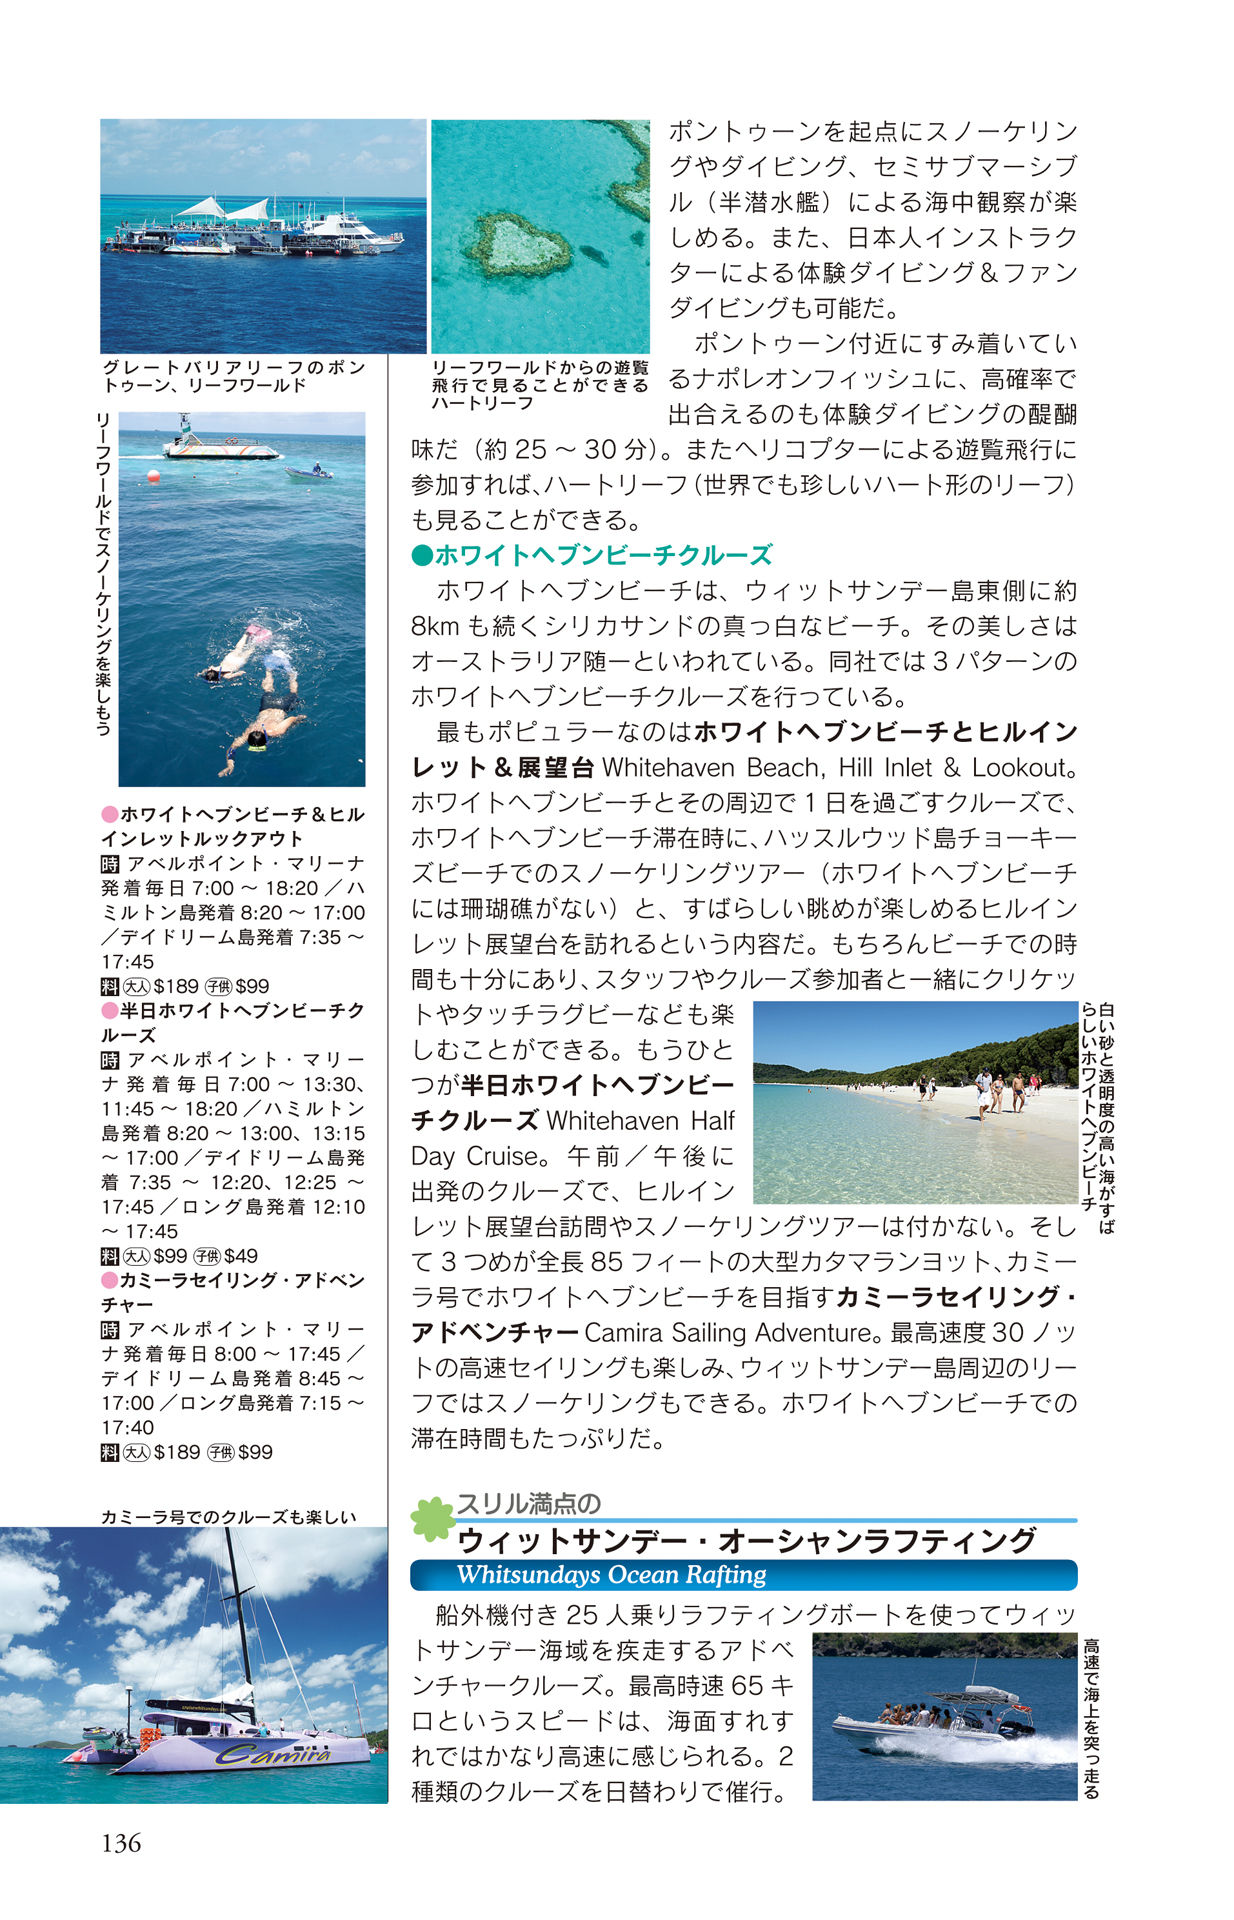 グレートバリアリーフのポン
トゥーン、リーフワールド
リーフワールドからの遊覧
飛行で見ることができる
ハートリーフ
リーフワールドでスノーケリングを楽しもう
●ホワイトヘブンビーチ＆ヒル
インレットルックアウト
時 アベルポイント・マリーナ
発着毎日 7:00 ～ 18:20 ／ハ
ミルトン島発着 8:20 ～ 17:00
／デイドリーム島発着 7:35 ～
17:45
料 大人 $189 子供 $99
●半日ホワイトヘブンビーチク
ルーズ
時 アベルポイント・マリー
ナ発着毎日 7:00 ～ 13:30、
11:45 ～ 18:20 ／ハミルトン
島発着 8:20 ～ 13:00、13:15
～ 17:00 ／デイドリーム島発
着 7:35 ～ 12:20、12:25 ～
17:45 ／ロング島発着 12:10
～ 17:45
料 大人 $99 子供 $49
●カミーラセイリング・アドベン
チャー
時 アベルポイント・マリー
ナ発着毎日 8:00 ～ 17:45 ／
デイドリーム島発着 8:45 ～
17:00 ／ロング島発着 7:15 ～
17:40
料 大人 $189 子供 $99
カミーラ号でのクルーズも楽しい
Camira
ポントゥーンを起点にスノーケリン
グやダイビング、セミサブマーシブ
ル（半潜水艦）による海中観察が楽
しめる。また、日本人インストラク
ターによる体験ダイビング＆ファン
ダイビングも可能だ。
ポントゥーン付近にすみ着いてい
るナポレオンフィッシュに、高確率で
出合えるのも体験ダイビングの醍醐
味だ（約 25 ～ 30 分）。またヘリコプターによる遊覧飛行に
参加すれば、ハートリーフ（世界でも珍しいハート形のリーフ）
も見ることができる。
●ホワイトヘブンビーチクルーズ
ホワイトヘブンビーチは、ウィットサンデー島東側に約
8km も続くシリカサンドの真っ白なビーチ。その美しさは
オーストラリア随一といわれている。同社では 3 パターンの
ホワイトヘブンビーチクルーズを行っている。
最もポピュラーなのはホワイトヘブンビーチとヒルイン
レット＆展望台 Whitehaven Beach, Hill Inlet & Lookout。
ホワイトヘブンビーチとその周辺で 1 日を過ごすクルーズで、
ホワイトヘブンビーチ滞在時に、ハッスルウッド島チョーキー
ズビーチでのスノーケリングツアー（ホワイトヘブンビーチ
には珊瑚礁がない）と、すばらしい眺めが楽しめるヒルイン
レット展望台を訪れるという内容だ。もちろんビーチでの時
間も十分にあり、スタッフやクルーズ参加者と一緒にクリケッ
トやタッチラグビーなども楽
しむことができる。もうひと
つが半日ホワイトヘブンビー
チクルーズ Whitehaven Half
Day Cruise。午前／午後に
出発のクルーズで、ヒルイン
レット展望台訪問やスノーケリングツアーは付かない。そし
て 3 つめが全長 85 フィートの大型カタマランヨット、カミー
ラ号でホワイトヘブンビーチを目指すカミーラセイリング・
アドベンチャー Camira Sailing Adventure。最高速度 30 ノッ
トの高速セイリングも楽しみ、ウィットサンデー島周辺のリー
フではスノーケリングもできる。ホワイトヘブンビーチでの
滞在時間もたっぷりだ。
白い砂と透明度の高い海がすば
らしいホワイトヘブンビーチ
スリル満点の
ウィットサンデー・オーシャンラフティング
Whitsundays Ocean Rafting
船外機付き 25 人乗りラフティングボートを使ってウィッ
トサンデー海域を疾走するアドベ
ンチャークルーズ。最高時速 65 キ
ロというスピードは、海面すれす
れではかなり高速に感じられる。2
種類のクルーズを日替わりで催行。
高速で海上を突っ走る
136